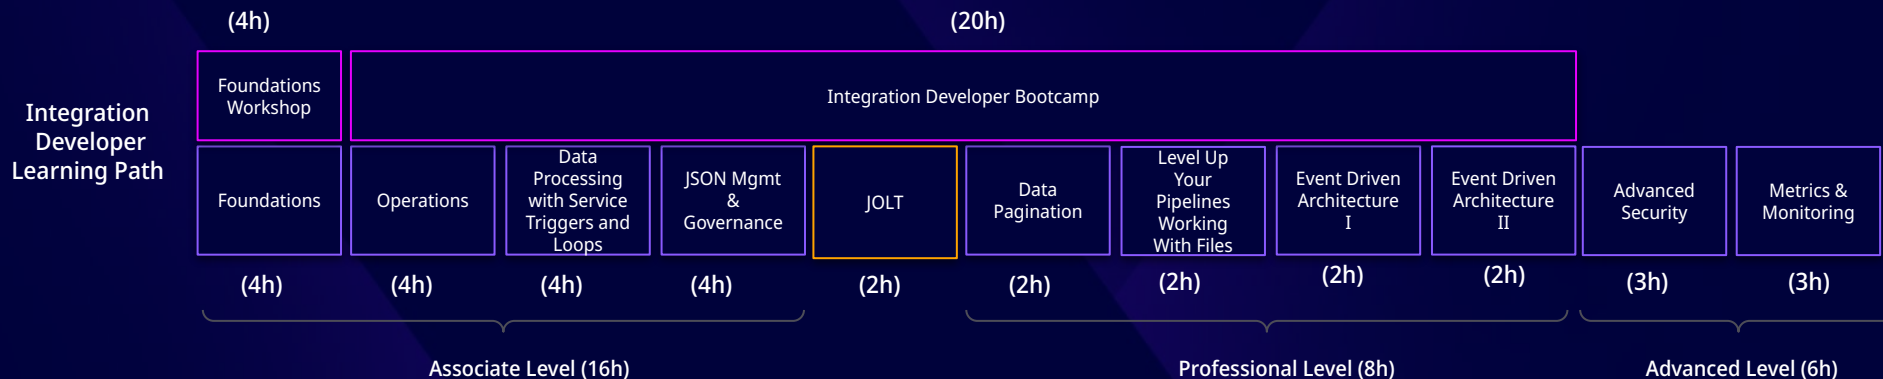 (4h)
(20h)
Integration
Developer
Learning Path
Foundations
Workshop
Integration Developer Bootcamp
Foundations
Operations
Data
Processing
with Service
Triggers and
Loops
JSON Mgmt
&
Governance
JOLT
Data
Pagination
Level Up
Your
Pipelines
Working
With Files
Event Driven
Architecture
I
Event Driven
Architecture
II
Advanced
Security
Metrics &
Monitoring
(4h)
(4h)
(4h)
(4h)
(2h)
(2h)
(2h)
(2h)
(2h)
(3h)
(3h)
Associate Level (16h)
Professional Level (8h)
Advanced Level (6h)